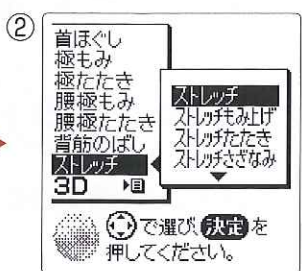 ②
首ほぐし
極もみ
極たたき
腰極もみ
腰極たたき
背筋のばし
ストレッチ
3D
ストレッチ
ストレッチもみ上げ
ストレッチたたき
ストレッチさざなみ
で選び、決定を
押してください。